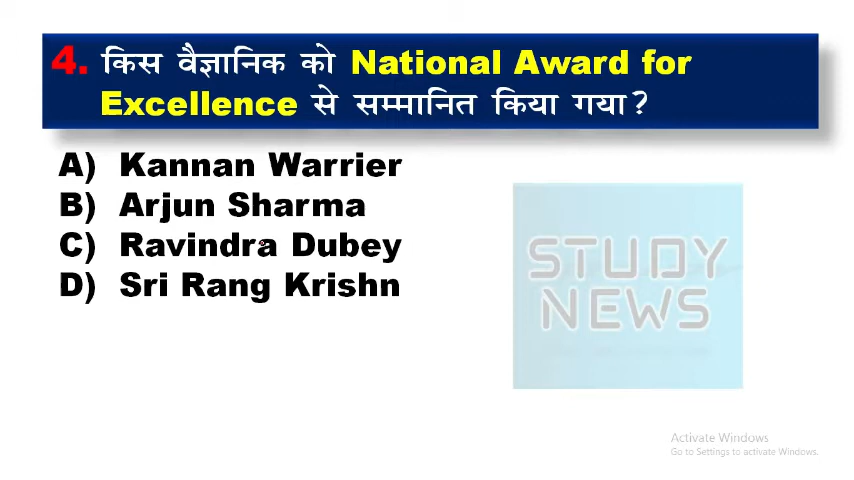 4. किस वैज्ञानिक को National Award for
Excellence से सम्मानित किया गया?
A) Kannan Warrier
B) Arjun Sharma
C) Ravindra Dubey
D) Sri Rang Krishn
STUDY
NEWS
Activate Windows
Go to Settings to activate Windows.